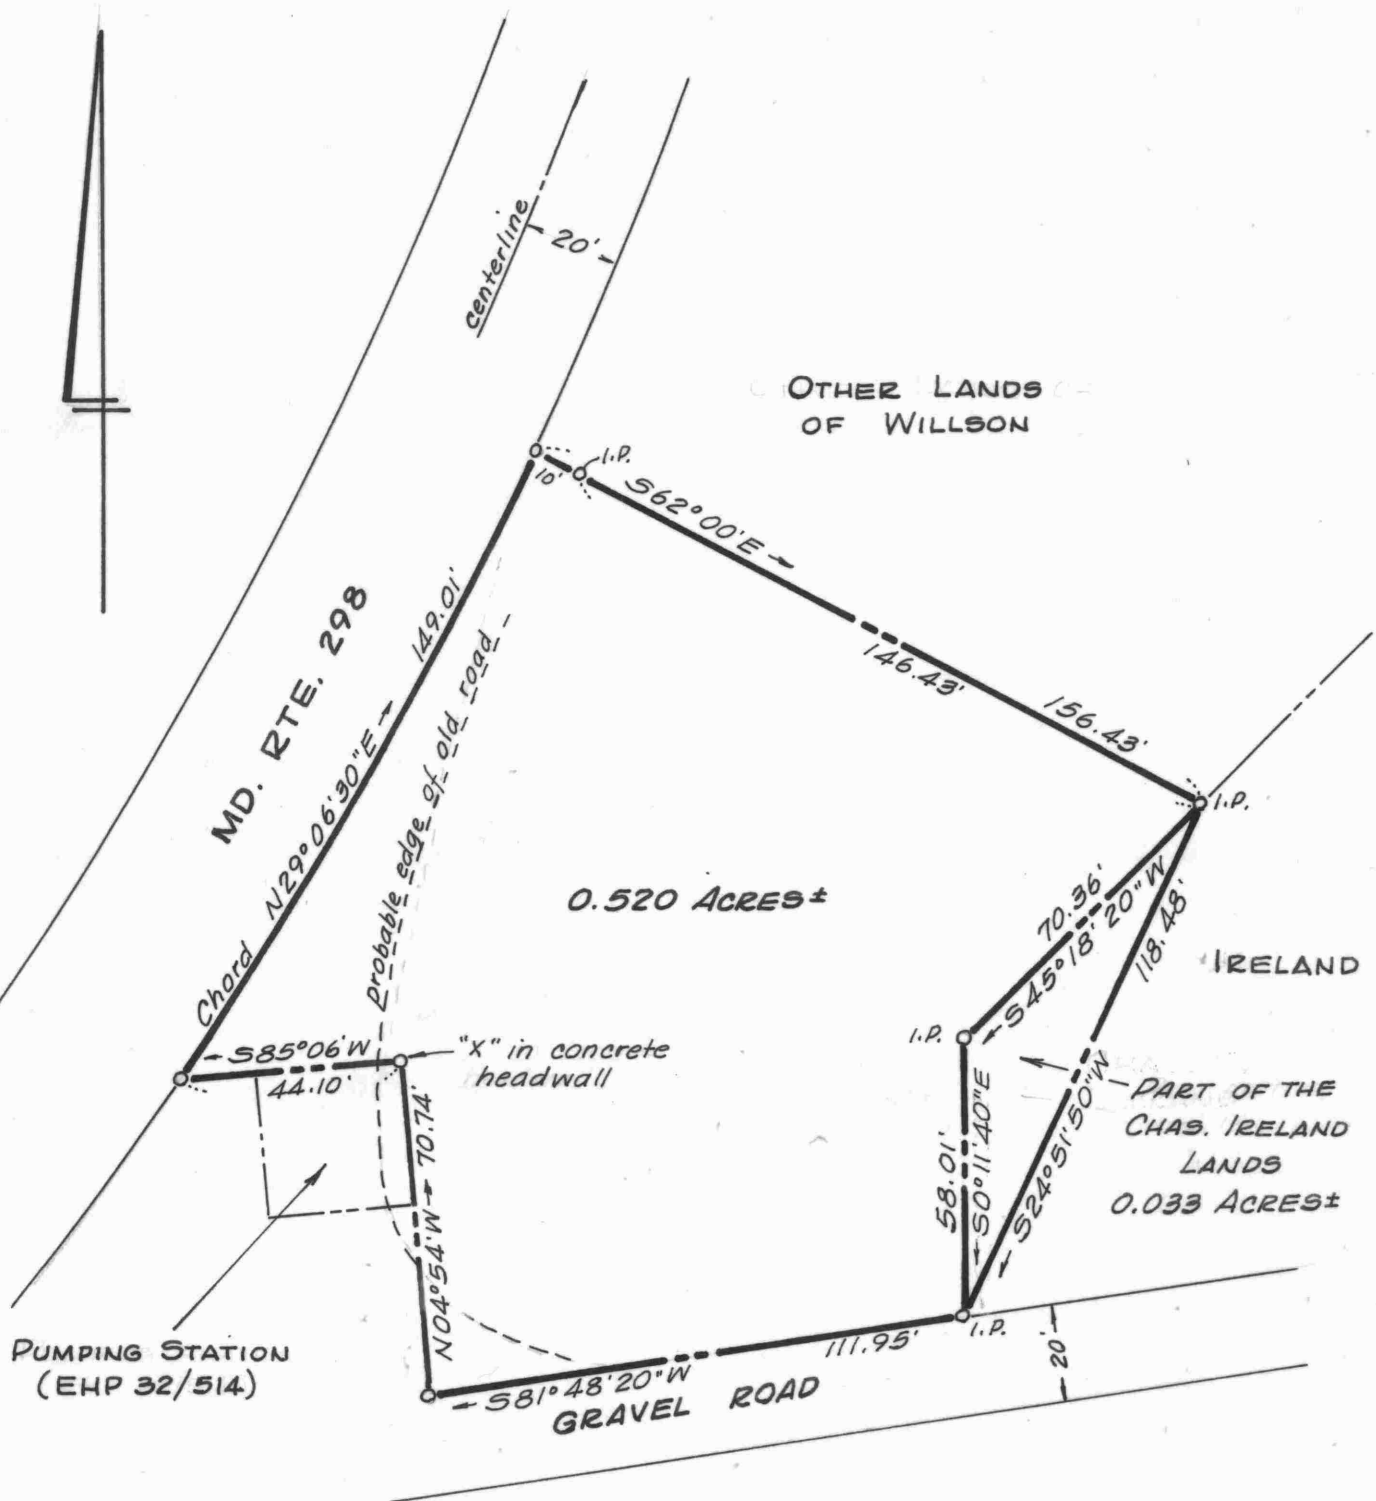 centerline
20'
OTHER LANDS
OF WILLSON
I.P.
10'
S62°00'E
146.43'
156.43'
I.P.
149.01'
N29°06'30"E
Chord
MD. RTE. 298
probable edge of old road
0.520 ACRES±
70.36'
S45°18'20"W
118.48'
S24°51'50"W
IRELAND
I.P.
S85°06'W
44.10'
"X" in concrete
headwall
70.74'
N04°54'W
58.01'
S0°11'40"E
PART OF THE
CHAS. IRELAND
LANDS
0.033 ACRES±
PUMPING STATION
(EHP 32/514)
111.95'
I.P.
S81°48'20"W
GRAVEL ROAD
20'